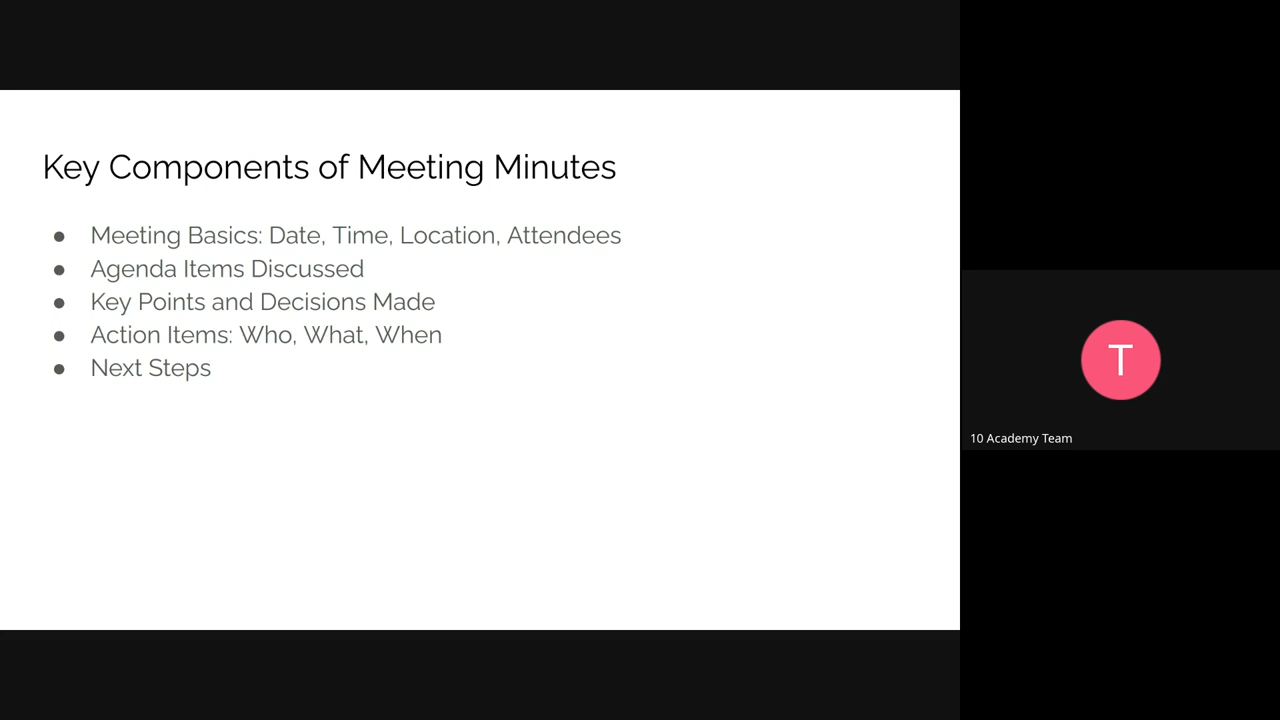 Key Components of Meeting Minutes
● Meeting Basics: Date, Time, Location, Attendees
● Agenda Items Discussed
● Key Points and Decisions Made
● Action Items: Who, What, When
● Next Steps
T
10 Academy Team